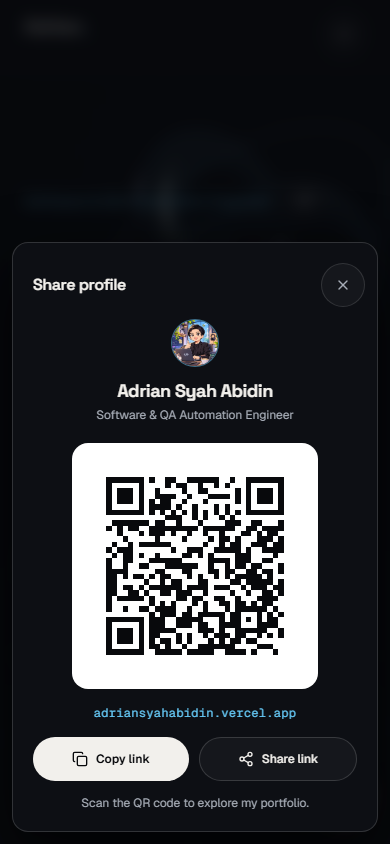 Share profile
Adrian Syah Abidin
Software & QA Automation Engineer
adriansyahabidin.vercel.app
Copy link
Share link
Scan the QR code to explore my portfolio.